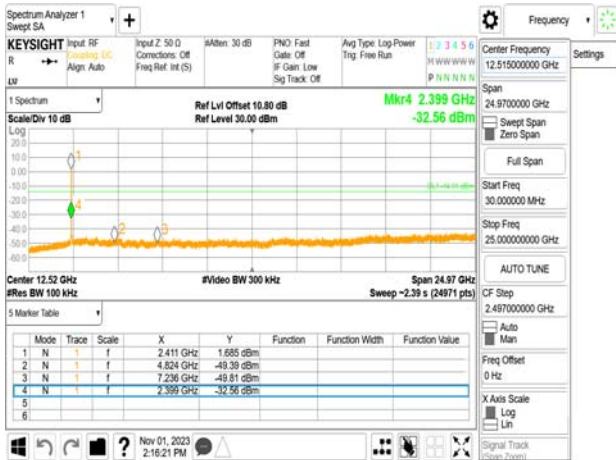 Spectrum Analyzer 1
Swept SA
Frequency
Settings
KEYSIGHT
R
Input: RF
Coupling: DC
Align: Auto
Input Z: 50 Ω
Corrections: Off
Freq Ref: Int (S)
#Atten: 30 dB
PNO: Fast
Gate: Off
IF Gain: Low
Sig Track: Off
Avg Type: Log-Power
Trig: Free Run
1 2 3 4 5 6
M W W W W W
P N N N N N
1 Spectrum
Scale/Div 10 dB
Log
Ref Lvl Offset 10.80 dB
Ref Level 30.00 dBm
Mkr4 2.399 GHz
-32.56 dBm
20.0
10.0
0.00
-10.0
-20.0
-30.0
-40.0
-50.0
-60.0
1
4
2
3
Center 12.52 GHz
#Res BW 100 kHz
#Video BW 300 kHz
Span 24.97 GHz
Sweep ~2.39 s (24971 pts)
5 Marker Table
Mode Trace Scale X Y Function Function Width Function Value
1 N 1 f 2.411 GHz 1.685 dBm
2 N 1 f 4.824 GHz -49.39 dBm
3 N 1 f 7.236 GHz -49.81 dBm
4 N 1 f 2.399 GHz -32.56 dBm
5
6
Nov 01, 2023
2:16:21 PM
Center Frequency
12.515000000 GHz
Span
24.9700000 GHz
Swept Span
Zero Span
Full Span
Start Freq
30.000000 MHz
Stop Freq
25.000000000 GHz
AUTO TUNE
CF Step
2.497000000 GHz
Auto
Man
Freq Offset
0 Hz
X Axis Scale
Log
Lin
Signal Track
(Span Zoom)